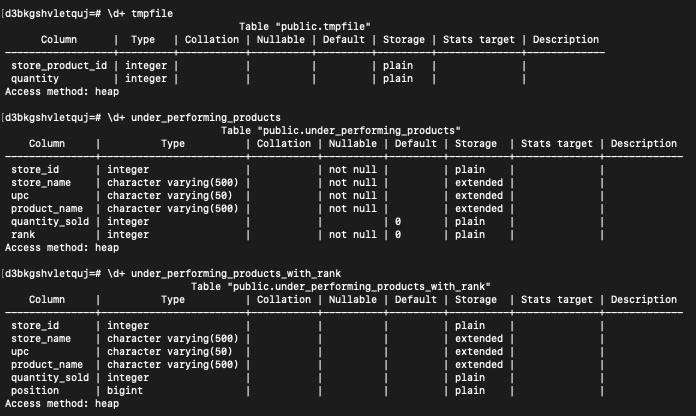 [d3bkgshvletquj=# \d+ tmpfile
Table "public.tmpfile"
Column | Type | Collation | Nullable | Default | Storage | Stats target | Description
store_product_id | integer | | | | plain | |
quantity | integer | | | | plain | |
Access method: heap
[d3bkgshvletquj=# \d+ under_performing_products
Table "public.under_performing_products"
Column | Type | Collation | Nullable | Default | Storage | Stats target | Description
store_id | integer | | not null | | plain | |
store_name | character varying(500) | | not null | | extended | |
upc | character varying(50) | | not null | | extended | |
product_name | character varying(500) | | not null | | extended | |
quantity_sold | integer | | | 0 | plain | |
rank | integer | | not null | 0 | plain | |
Access method: heap
[d3bkgshvletquj=# \d+ under_performing_products_with_rank
Table "public.under_performing_products_with_rank"
Column | Type | Collation | Nullable | Default | Storage | Stats target | Description
store_id | integer | | | | plain | |
store_name | character varying(500) | | | | extended | |
upc | character varying(50) | | | | extended | |
product_name | character varying(500) | | | | extended | |
quantity_sold | integer | | | | plain | |
position | bigint | | | | plain | |
Access method: heap